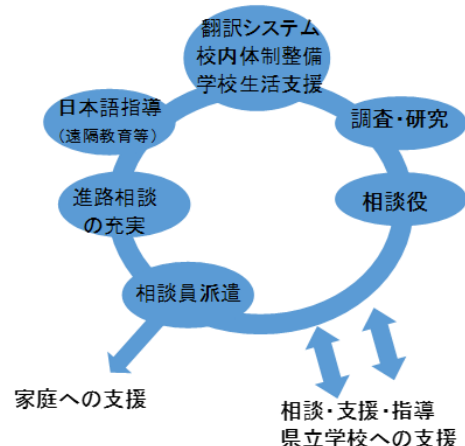 翻訳システム
校内体制整備
学校生活支援
日本語指導
（遠隔教育等）
調査・研究
進路相談
の充実
相談役
相談員派遣
家庭への支援
相談・支援・指導
県立学校への支援